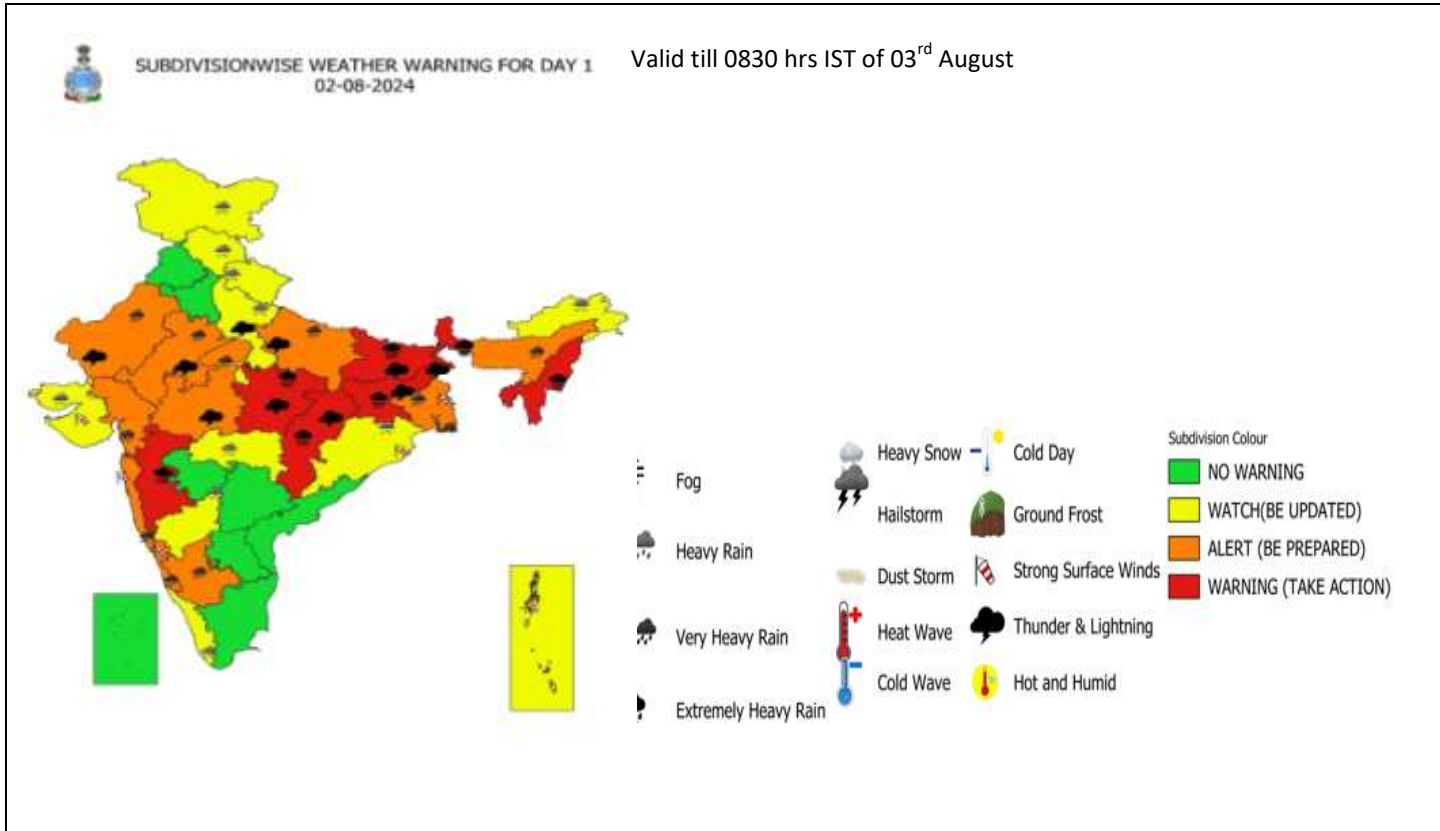 SUBDIVISIONWISE WEATHER WARNING FOR DAY 1
02-08-2024
Valid till 0830 hrs IST of 03rd August
Fog
Heavy Rain
Very Heavy Rain
Extremely Heavy Rain
Heavy Snow
Hailstorm
Dust Storm
Heat Wave
Cold Wave
Cold Day
Ground Frost
Strong Surface Winds
Thunder & Lightning
Hot and Humid
Subdivision Colour
NO WARNING
WATCH(BE UPDATED)
ALERT (BE PREPARED)
WARNING (TAKE ACTION)